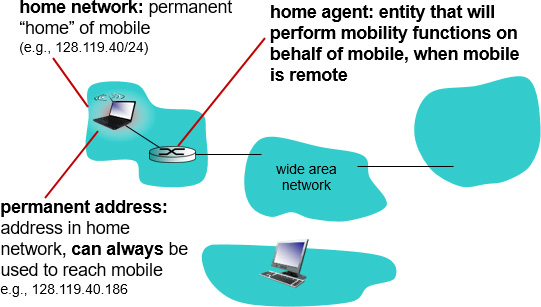 home network: permanent
“home” of mobile
(e.g., 128.119.40/24)
home agent: entity that will
perform mobility functions on
behalf of mobile, when mobile
is remote
wide area
network
permanent address:
address in home
network, can always be
used to reach mobile
e.g., 128.119.40.186